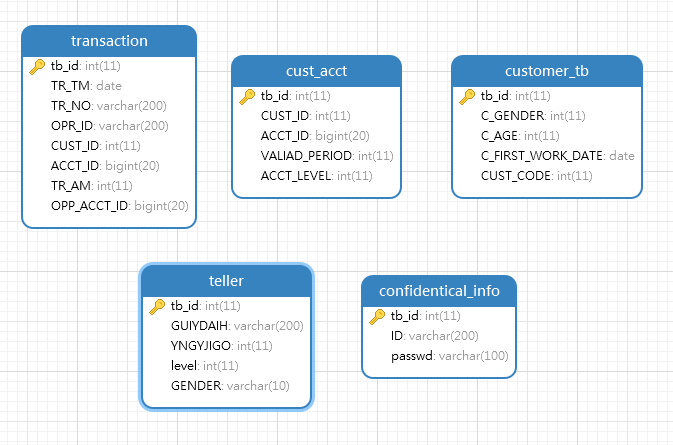 transaction
tb_id: int(11)
TR_TM: date
TR_NO: varchar(200)
OPR_ID: varchar(200)
CUST_ID: int(11)
ACCT_ID: bigint(20)
TR_AM: int(11)
OPP_ACCT_ID: bigint(20)
cust_acct
tb_id: int(11)
CUST_ID: int(11)
ACCT_ID: bigint(20)
VALIAD_PERIOD: int(11)
ACCT_LEVEL: int(11)
customer_tb
tb_id: int(11)
C_GENDER: int(11)
C_AGE: int(11)
C_FIRST_WORK_DATE: date
CUST_CODE: int(11)
teller
tb_id: int(11)
GUIYDAIH: varchar(200)
YNGYJIGO: int(11)
level: int(11)
GENDER: varchar(10)
confidentical_info
tb_id: int(11)
ID: varchar(200)
passwd: varchar(100)